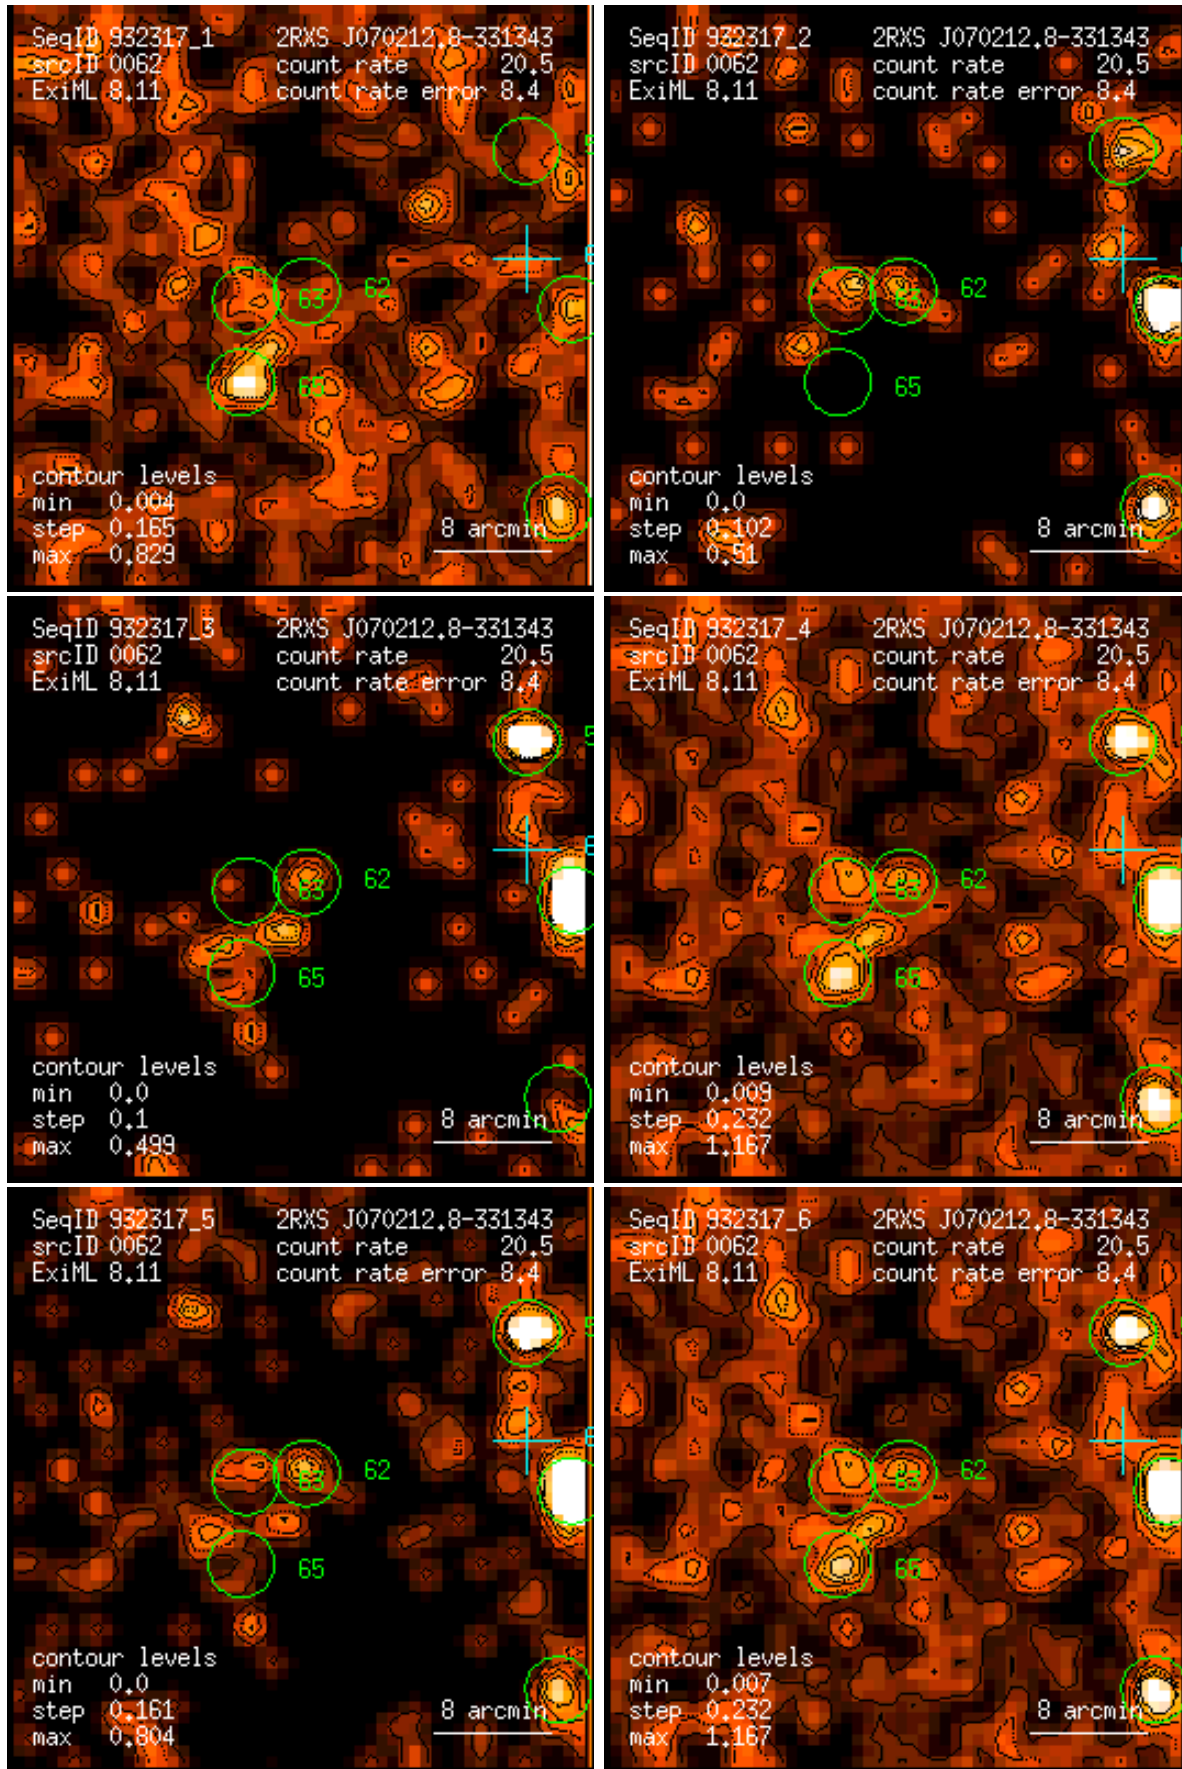 SeqID 932317_1 2RXS J070212.8-331343
srcID 0062 count rate 20.5
ExiML 8.11 count rate error 8.4
63 62
65
contour levels
min 0.004
step 0.165
max 0.829
8 arcmin
SeqID 932317_2 2RXS J070212.8-331343
srcID 0062 count rate 20.5
ExiML 8.11 count rate error 8.4
63 62
65
contour levels
min 0.0
step 0.102
max 0.51
8 arcmin
SeqID 932317_3 2RXS J070212.8-331343
srcID 0062 count rate 20.5
ExiML 8.11 count rate error 8.4
63 62
65
contour levels
min 0.0
step 0.1
max 0.499
8 arcmin
SeqID 932317_4 2RXS J070212.8-331343
srcID 0062 count rate 20.5
ExiML 8.11 count rate error 8.4
63 62
65
contour levels
min 0.009
step 0.232
max 1.167
8 arcmin
SeqID 932317_5 2RXS J070212.8-331343
srcID 0062 count rate 20.5
ExiML 8.11 count rate error 8.4
63 62
65
contour levels
min 0.0
step 0.161
max 0.804
8 arcmin
SeqID 932317_6 2RXS J070212.8-331343
srcID 0062 count rate 20.5
ExiML 8.11 count rate error 8.4
63 62
65
contour levels
min 0.007
step 0.232
max 1.167
8 arcmin